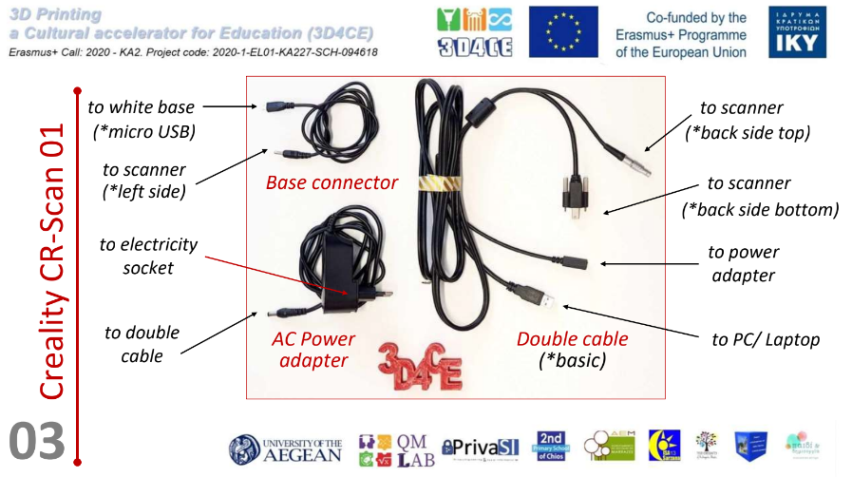 3D Printing
a Cultural accelerator for Education (3D4CE)
Erasmus+ Call: 2020 - KA2. Project code: 2020-1-EL01-KA227-SCH-094618
3D4CE
Co-funded by the
Erasmus+ Programme
of the European Union
ΙΔΡΥΜΑ
ΚΡΑΤΙΚΩΝ
ΥΠΟΤΡΟΦΙΩΝ
IKY
Creality CR-Scan 01
to white base
(*micro USB)
to scanner
(*left side)
Base connector
to electricity
socket
to double
cable
AC Power
adapter
3D4CE
Double cable
(*basic)
to scanner
(*back side top)
to scanner
(*back side bottom)
to power
adapter
to PC/ Laptop
03
UNIVERSITY OF THE
AEGEAN
QM
LAB
PrivaSI
2nd
Primary School
of Chios